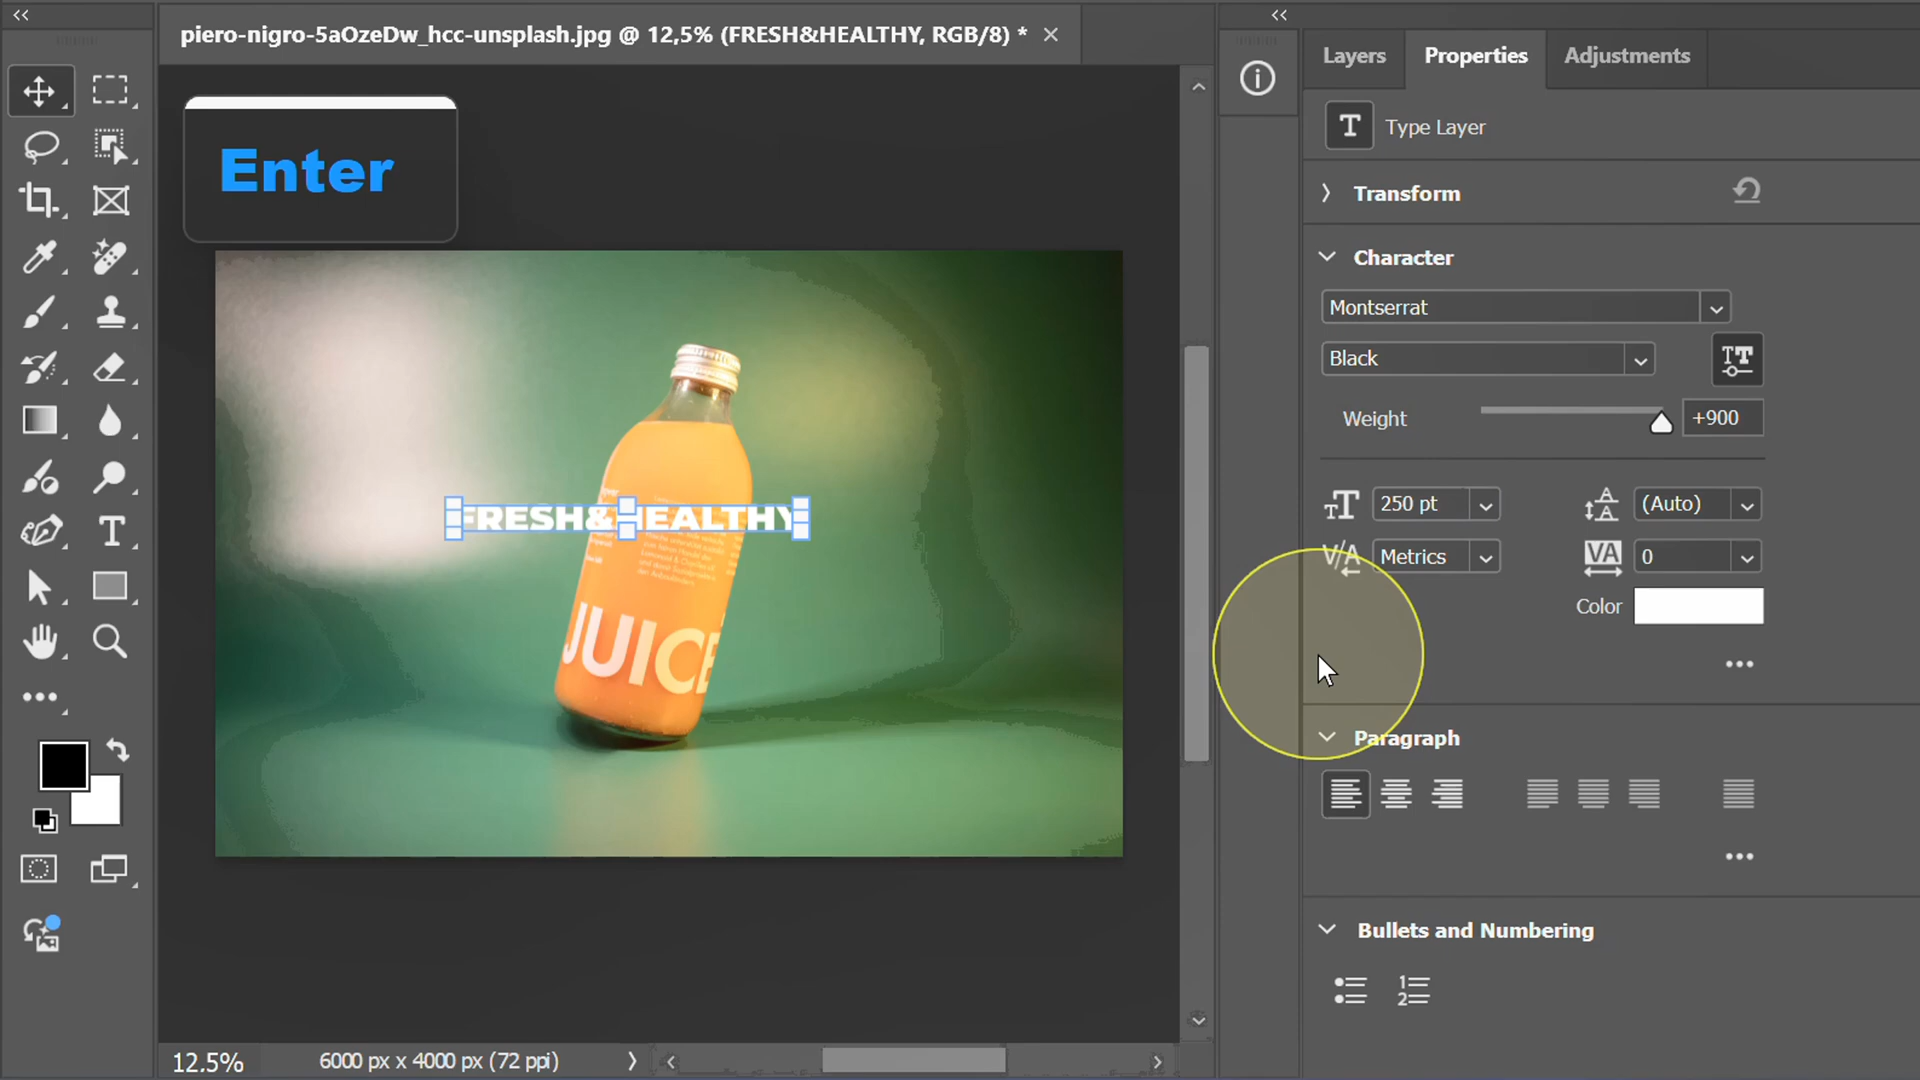 piero-nigro-5aOzeDw_hcc-unsplash.jpg @ 12,5% (FRESH&HEALTHY, RGB/8) *
Layers
Properties
Adjustments
T
Type Layer
Enter
Transform
Character
Montserrat
Black
Weight
+900
250 pt
(Auto)
Metrics
0
Color
FRESH&HEALTHY
JUICE
Paragraph
Bullets and Numbering
12.5%
6000 px x 4000 px (72 ppi)